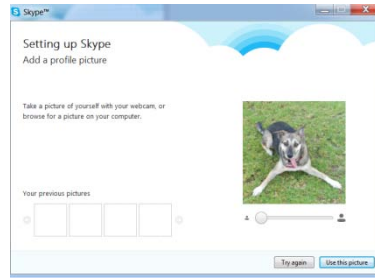 Skype™
Setting up Skype
Add a profile picture
Take a picture of yourself with your webcam, or
browse for a picture on your computer.
Your previous pictures
Try again
Use this picture